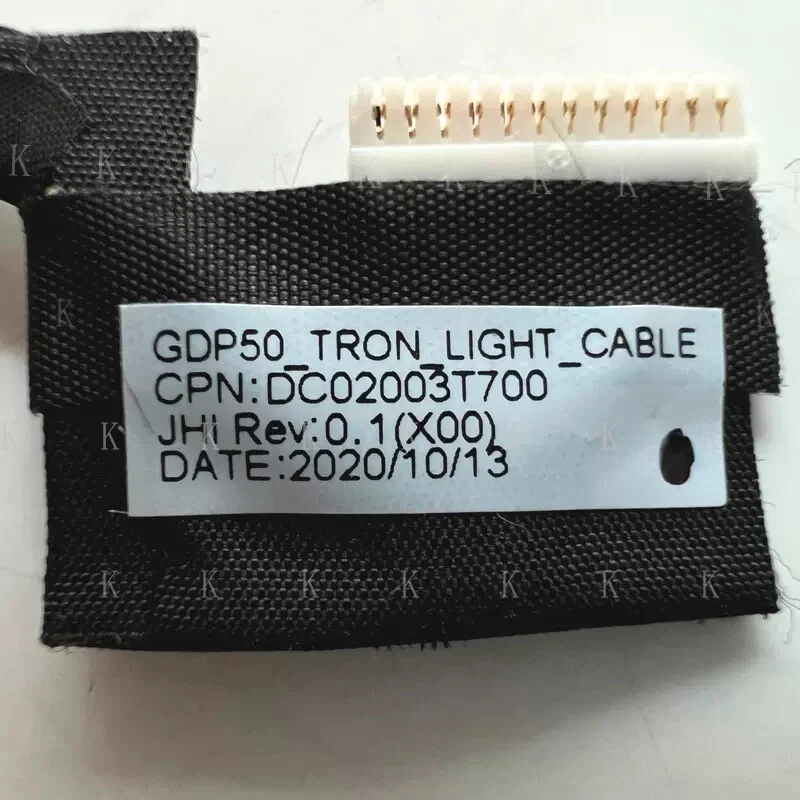 K K K K K K K K
K K K K K K K K
GDP50_TRON_LIGHT_CABLE
CPN:DC02003T700
JHI Rev:0.1(X00)
DATE:2020/10/13
K K K K K K K K
K K K K K K K